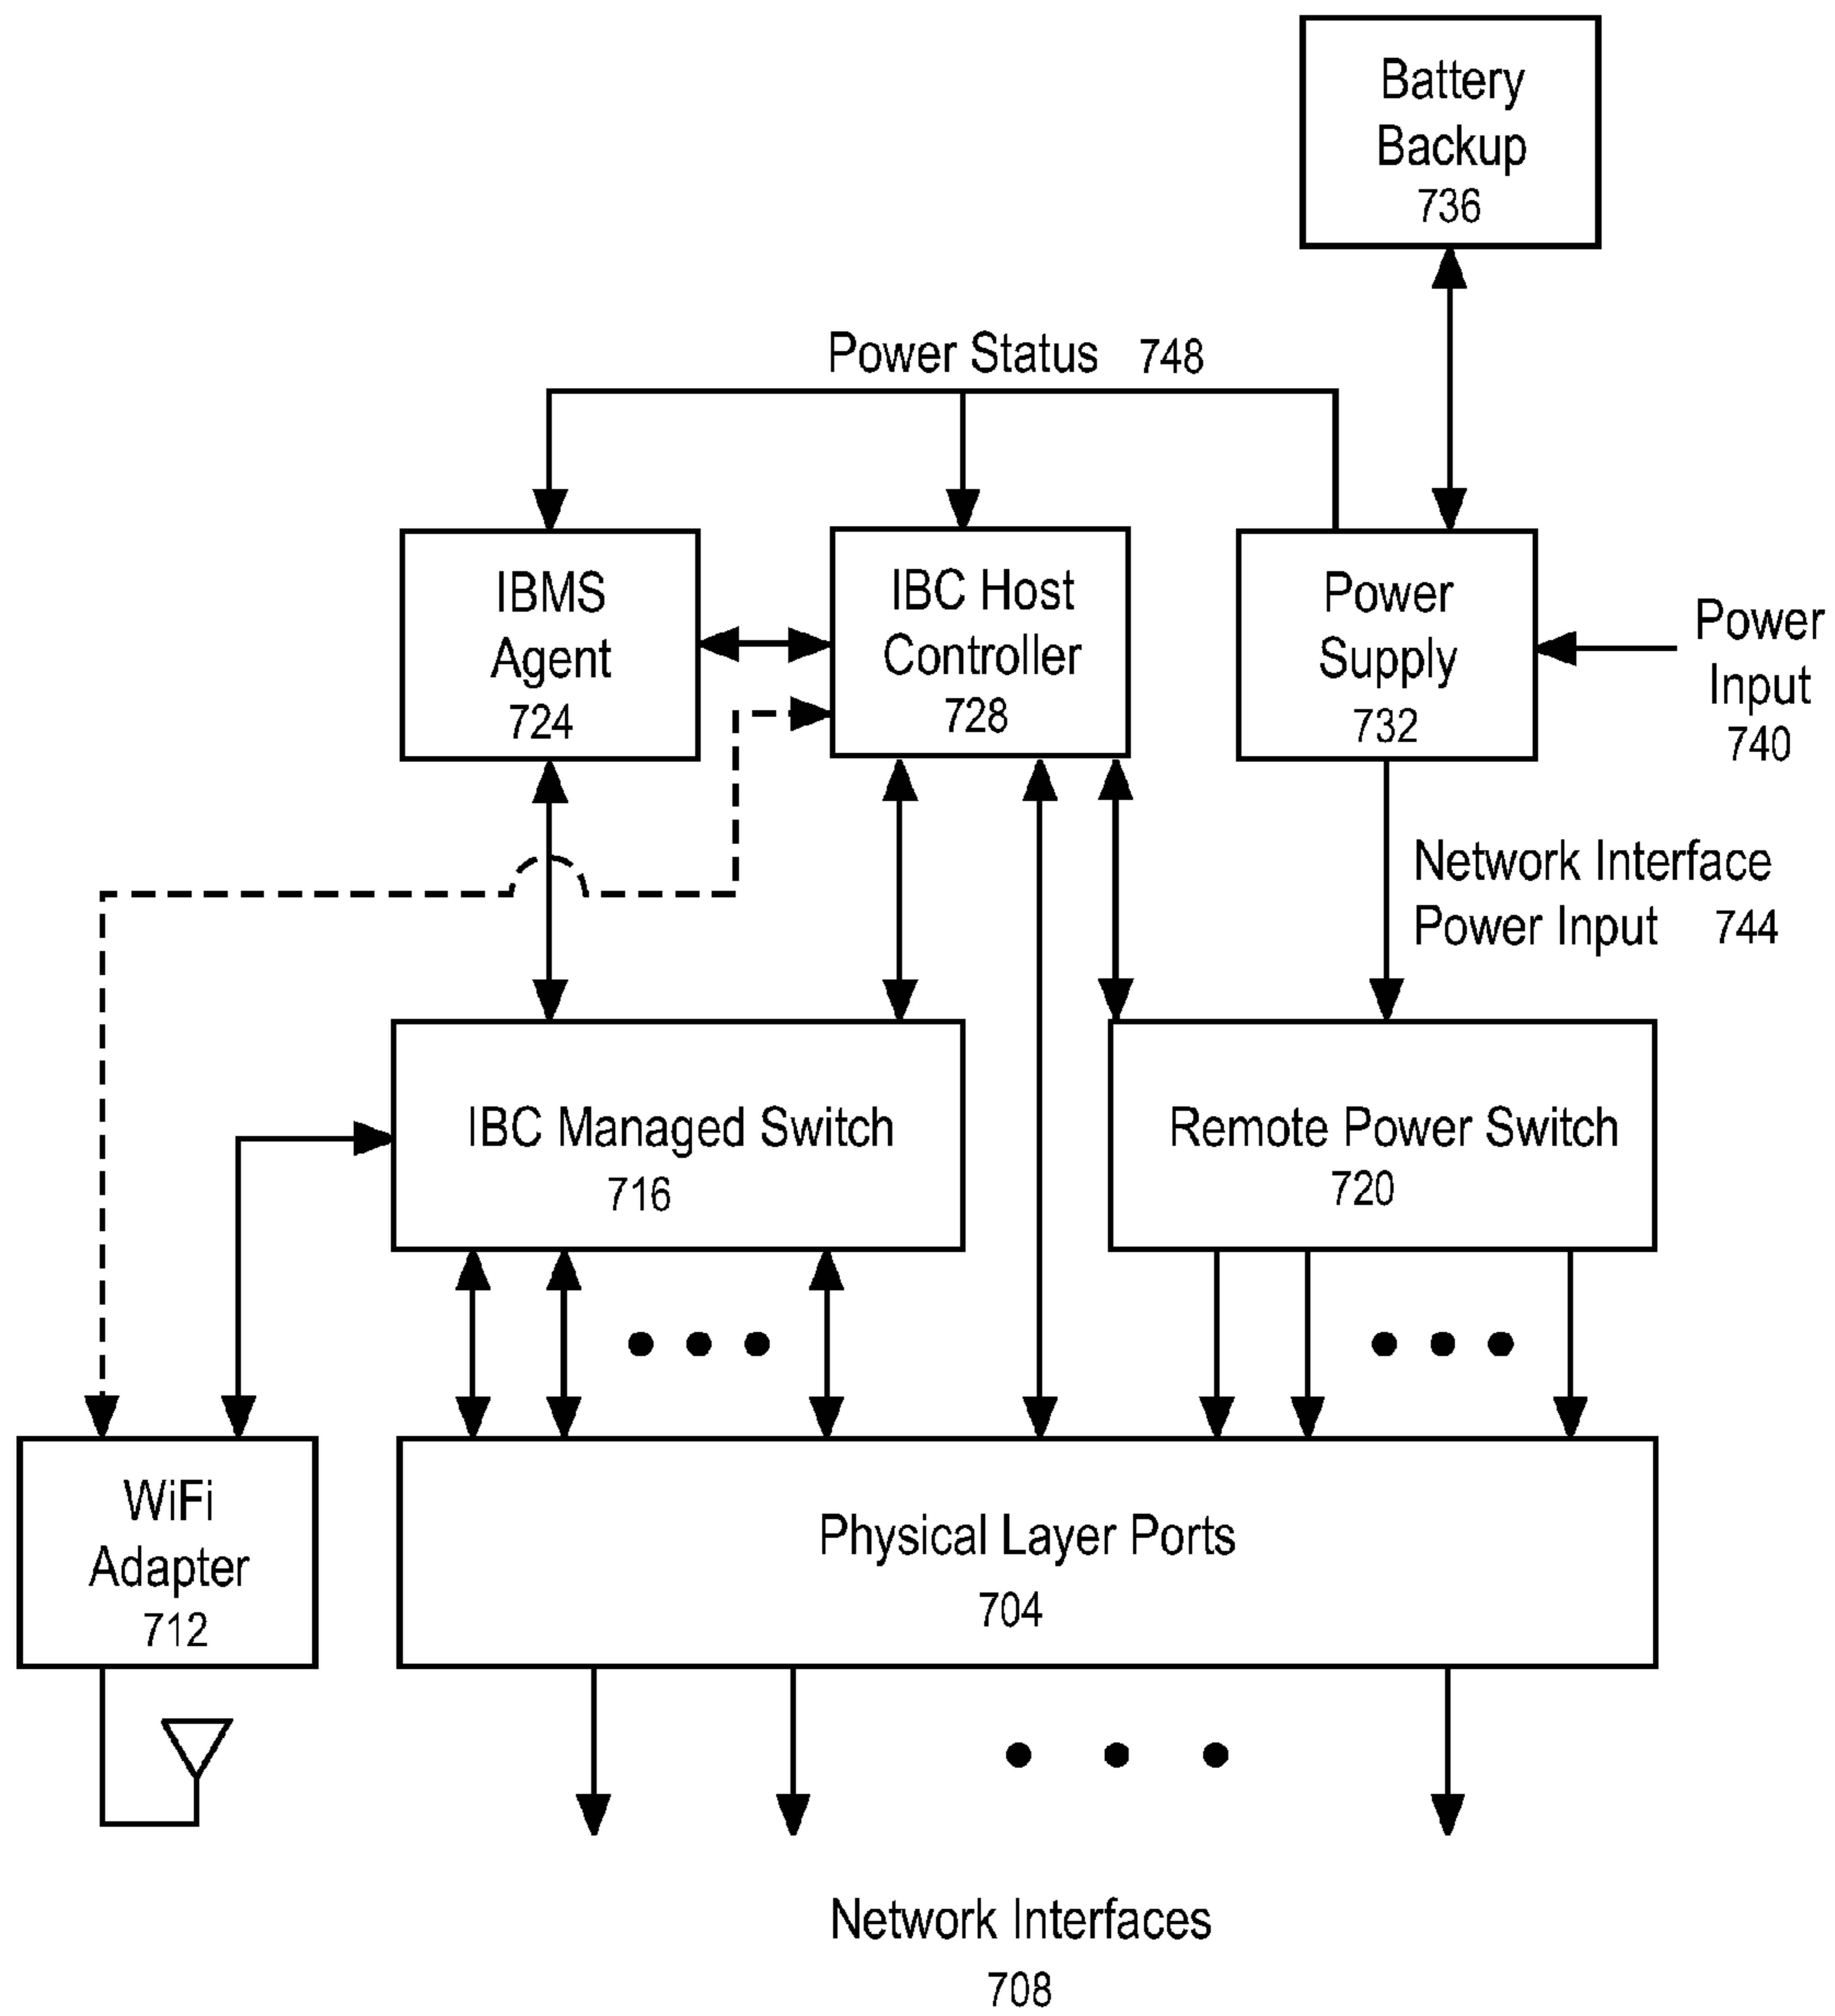 Battery
Backup
736
Power Status 748
IBMS
Agent
724
IBC Host
Controller
728
Power
Supply
732
Power
Input
740
Network Interface
Power Input 744
IBC Managed Switch
716
Remote Power Switch
720
WiFi
Adapter
712
Physical Layer Ports
704
Network Interfaces
708